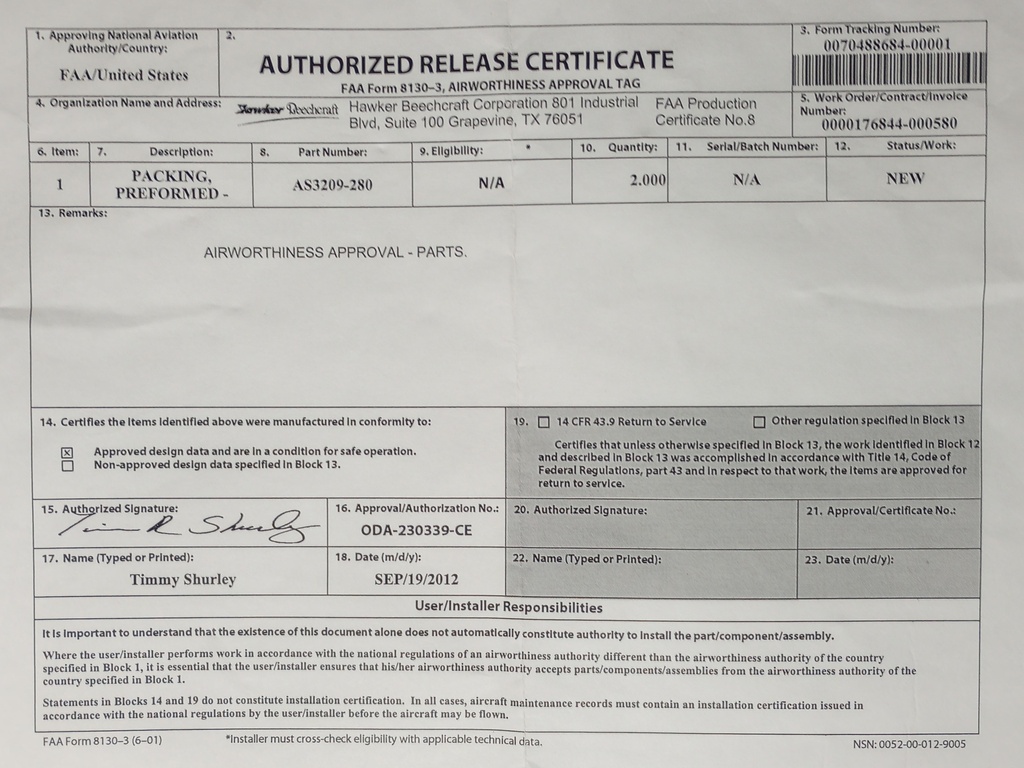 1. Approving National Aviation
Authority/Country:
FAA/United States
2.
AUTHORIZED RELEASE CERTIFICATE
FAA Form 8130–3, AIRWORTHINESS APPROVAL TAG
3. Form Tracking Number:
0070488684-00001
4. Organization Name and Address:
Hawker Beechcraft
Hawker Beechcraft Corporation 801 Industrial
Blvd, Suite 100 Grapevine, TX 76051
FAA Production
Certificate No.8
5. Work Order/Contract/Invoice
Number:
0000176844-000580
6. Item:
7. Description:
8. Part Number:
9. Eligibility: *
10. Quantity:
11. Serial/Batch Number:
12. Status/Work:
1
PACKING,
PREFORMED -
AS3209-280
N/A
2.000
N/A
NEW
13. Remarks:
AIRWORTHINESS APPROVAL - PARTS.
14. Certifies the items identified above were manufactured in conformity to:
Approved design data and are in a condition for safe operation.
Non-approved design data specified in Block 13.
19. 14 CFR 43.9 Return to Service Other regulation specified in Block 13
Certifies that unless otherwise specified in Block 13, the work identified in Block 12
and described in Block 13 was accomplished in accordance with Title 14, Code of
Federal Regulations, part 43 and in respect to that work, the items are approved for
return to service.
15. Authorized Signature:
Timm R Shurley
16. Approval/Authorization No.:
ODA-230339-CE
20. Authorized Signature:
21. Approval/Certificate No.:
17. Name (Typed or Printed):
Timmy Shurley
18. Date (m/d/y):
SEP/19/2012
22. Name (Typed or Printed):
23. Date (m/d/y):
User/Installer Responsibilities
It is important to understand that the existence of this document alone does not automatically constitute authority to install the part/component/assembly.
Where the user/installer performs work in accordance with the national regulations of an airworthiness authority different than the airworthiness authority of the country
specified in Block 1, it is essential that the user/installer ensures that his/her airworthiness authority accepts parts/components/assemblies from the airworthiness authority of the
country specified in Block 1.
Statements in Blocks 14 and 19 do not constitute installation certification. In all cases, aircraft maintenance records must contain an installation certification issued in
accordance with the national regulations by the user/installer before the aircraft may be flown.
FAA Form 8130–3 (6–01)
*Installer must cross-check eligibility with applicable technical data.
NSN: 0052-00-012-9005